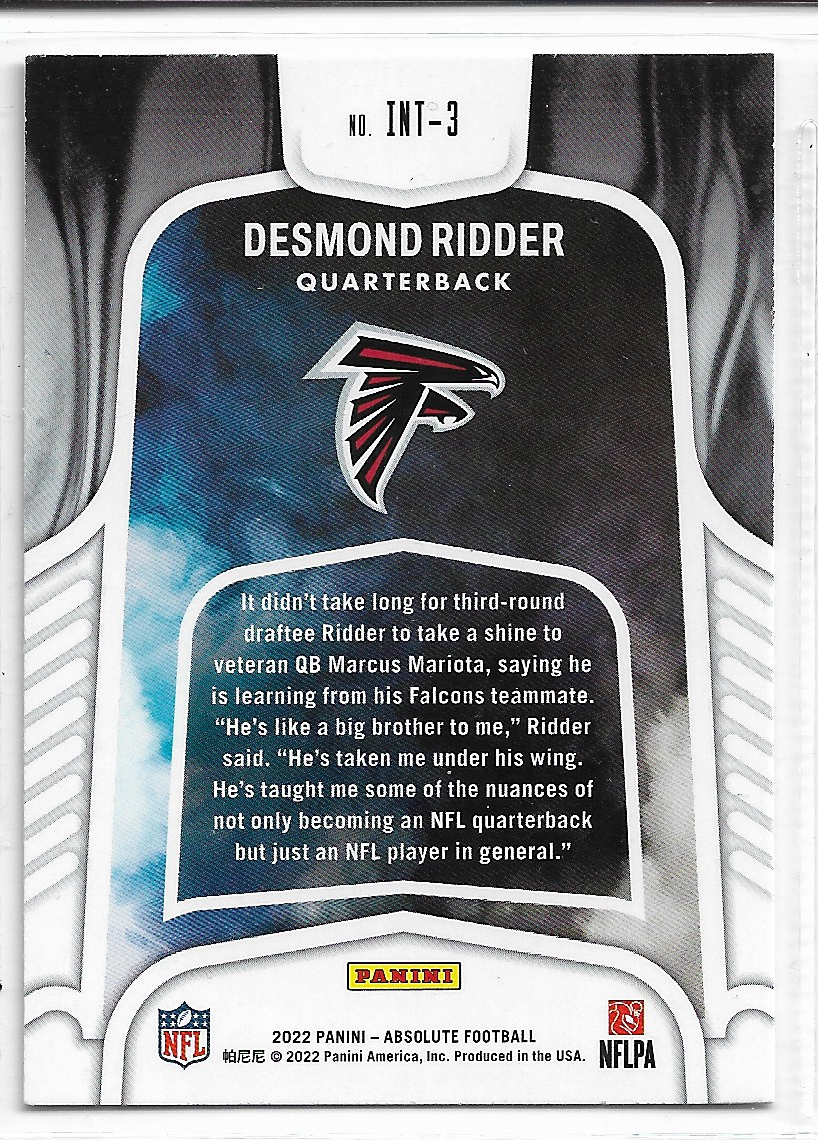 NO. INT-3
DESMOND RIDDER
QUARTERBACK
It didn't take long for third-round
draftee Ridder to take a shine to
veteran QB Marcus Mariota, saying he
is learning from his Falcons teammate.
“He's like a big brother to me,” Ridder
said. “He's taken me under his wing.
He's taught me some of the nuances of
not only becoming an NFL quarterback
but just an NFL player in general.”
PANINI
NFL
2022 PANINI – ABSOLUTE FOOTBALL
帕尼尼 © 2022 Panini America, Inc. Produced in the USA.
NFLPA